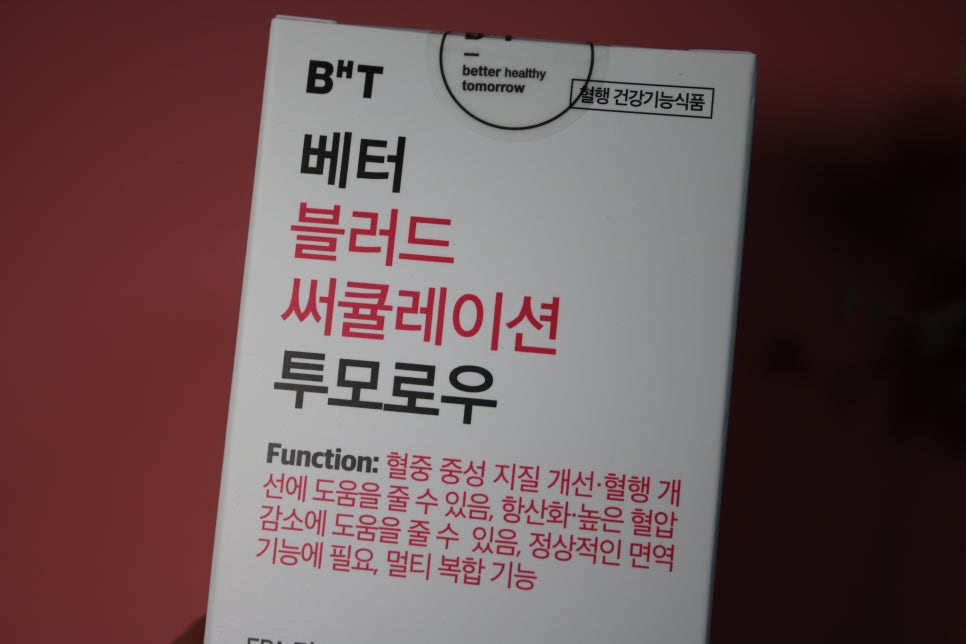 BHT
better healthy
tomorrow
혈행 건강기능식품
베터
블러드
써큘레이션
투모로우
Function: 혈중 중성 지질 개선·혈행 개
선에 도움을 줄 수 있음, 항산화·높은 혈압
감소에 도움을 줄 수 있음, 정상적인 면역
기능에 필요, 멀티 복합 기능